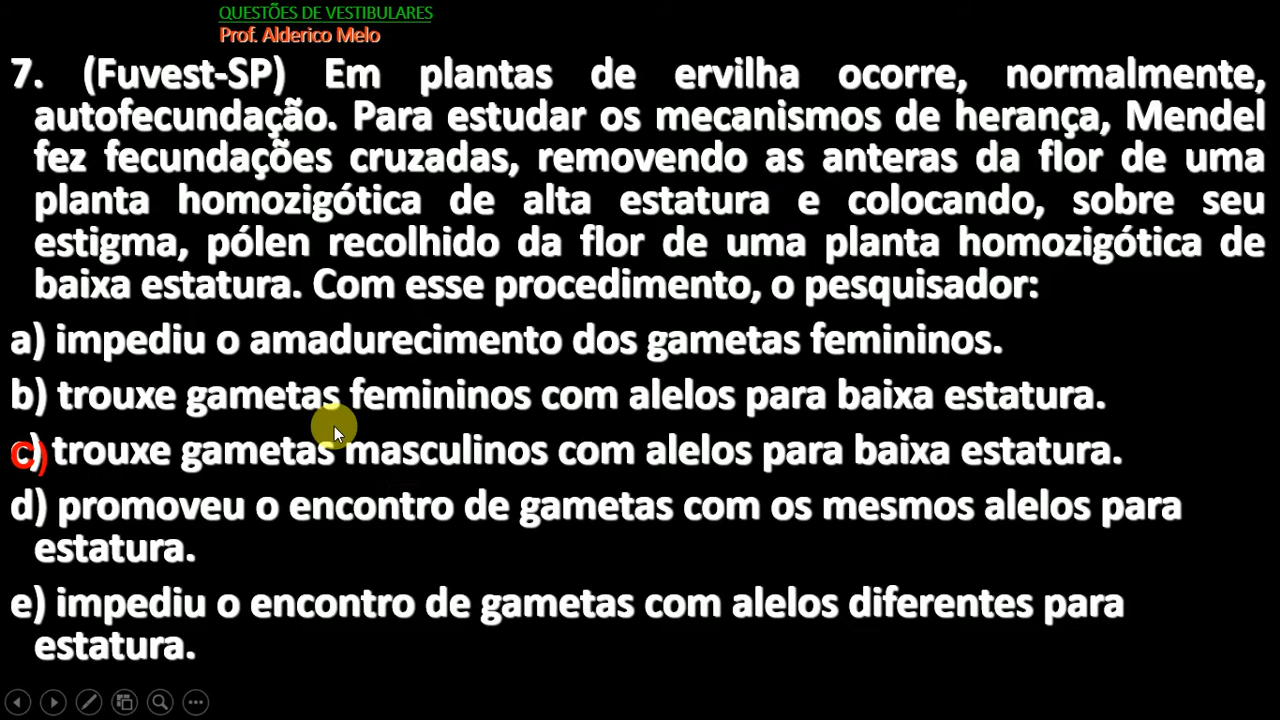 QUESTÕES DE VESTIBULARES
Prof. Alderico Melo
7. (Fuvest-SP) Em plantas de ervilha ocorre, normalmente,
autofecundação. Para estudar os mecanismos de herança, Mendel
fez fecundações cruzadas, removendo as anteras da flor de uma
planta homozigótica de alta estatura e colocando, sobre seu
estigma, pólen recolhido da flor de uma planta homozigótica de
baixa estatura. Com esse procedimento, o pesquisador:
a) impediu o amadurecimento dos gametas femininos.
b) trouxe gametas femininos com alelos para baixa estatura.
c) trouxe gametas masculinos com alelos para baixa estatura.
d) promoveu o encontro de gametas com os mesmos alelos para
estatura.
e) impediu o encontro de gametas com alelos diferentes para
estatura.